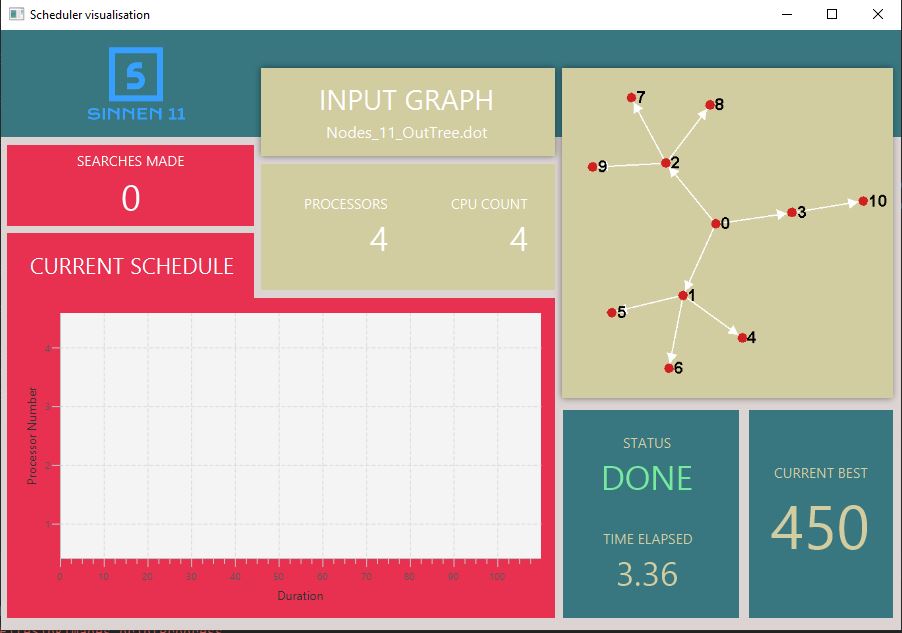 Scheduler visualisation
S
SINNEN 11
INPUT GRAPH
Nodes_11_OutTree.dot
SEARCHES MADE
0
PROCESSORS
4
CPU COUNT
4
CURRENT SCHEDULE
Processor Number
4
3
2
1
0 10 20 30 40 50 60 70 80 90 100
Duration
7
8
9
2
10
3
0
1
5
4
6
STATUS
DONE
TIME ELAPSED
3.36
CURRENT BEST
450